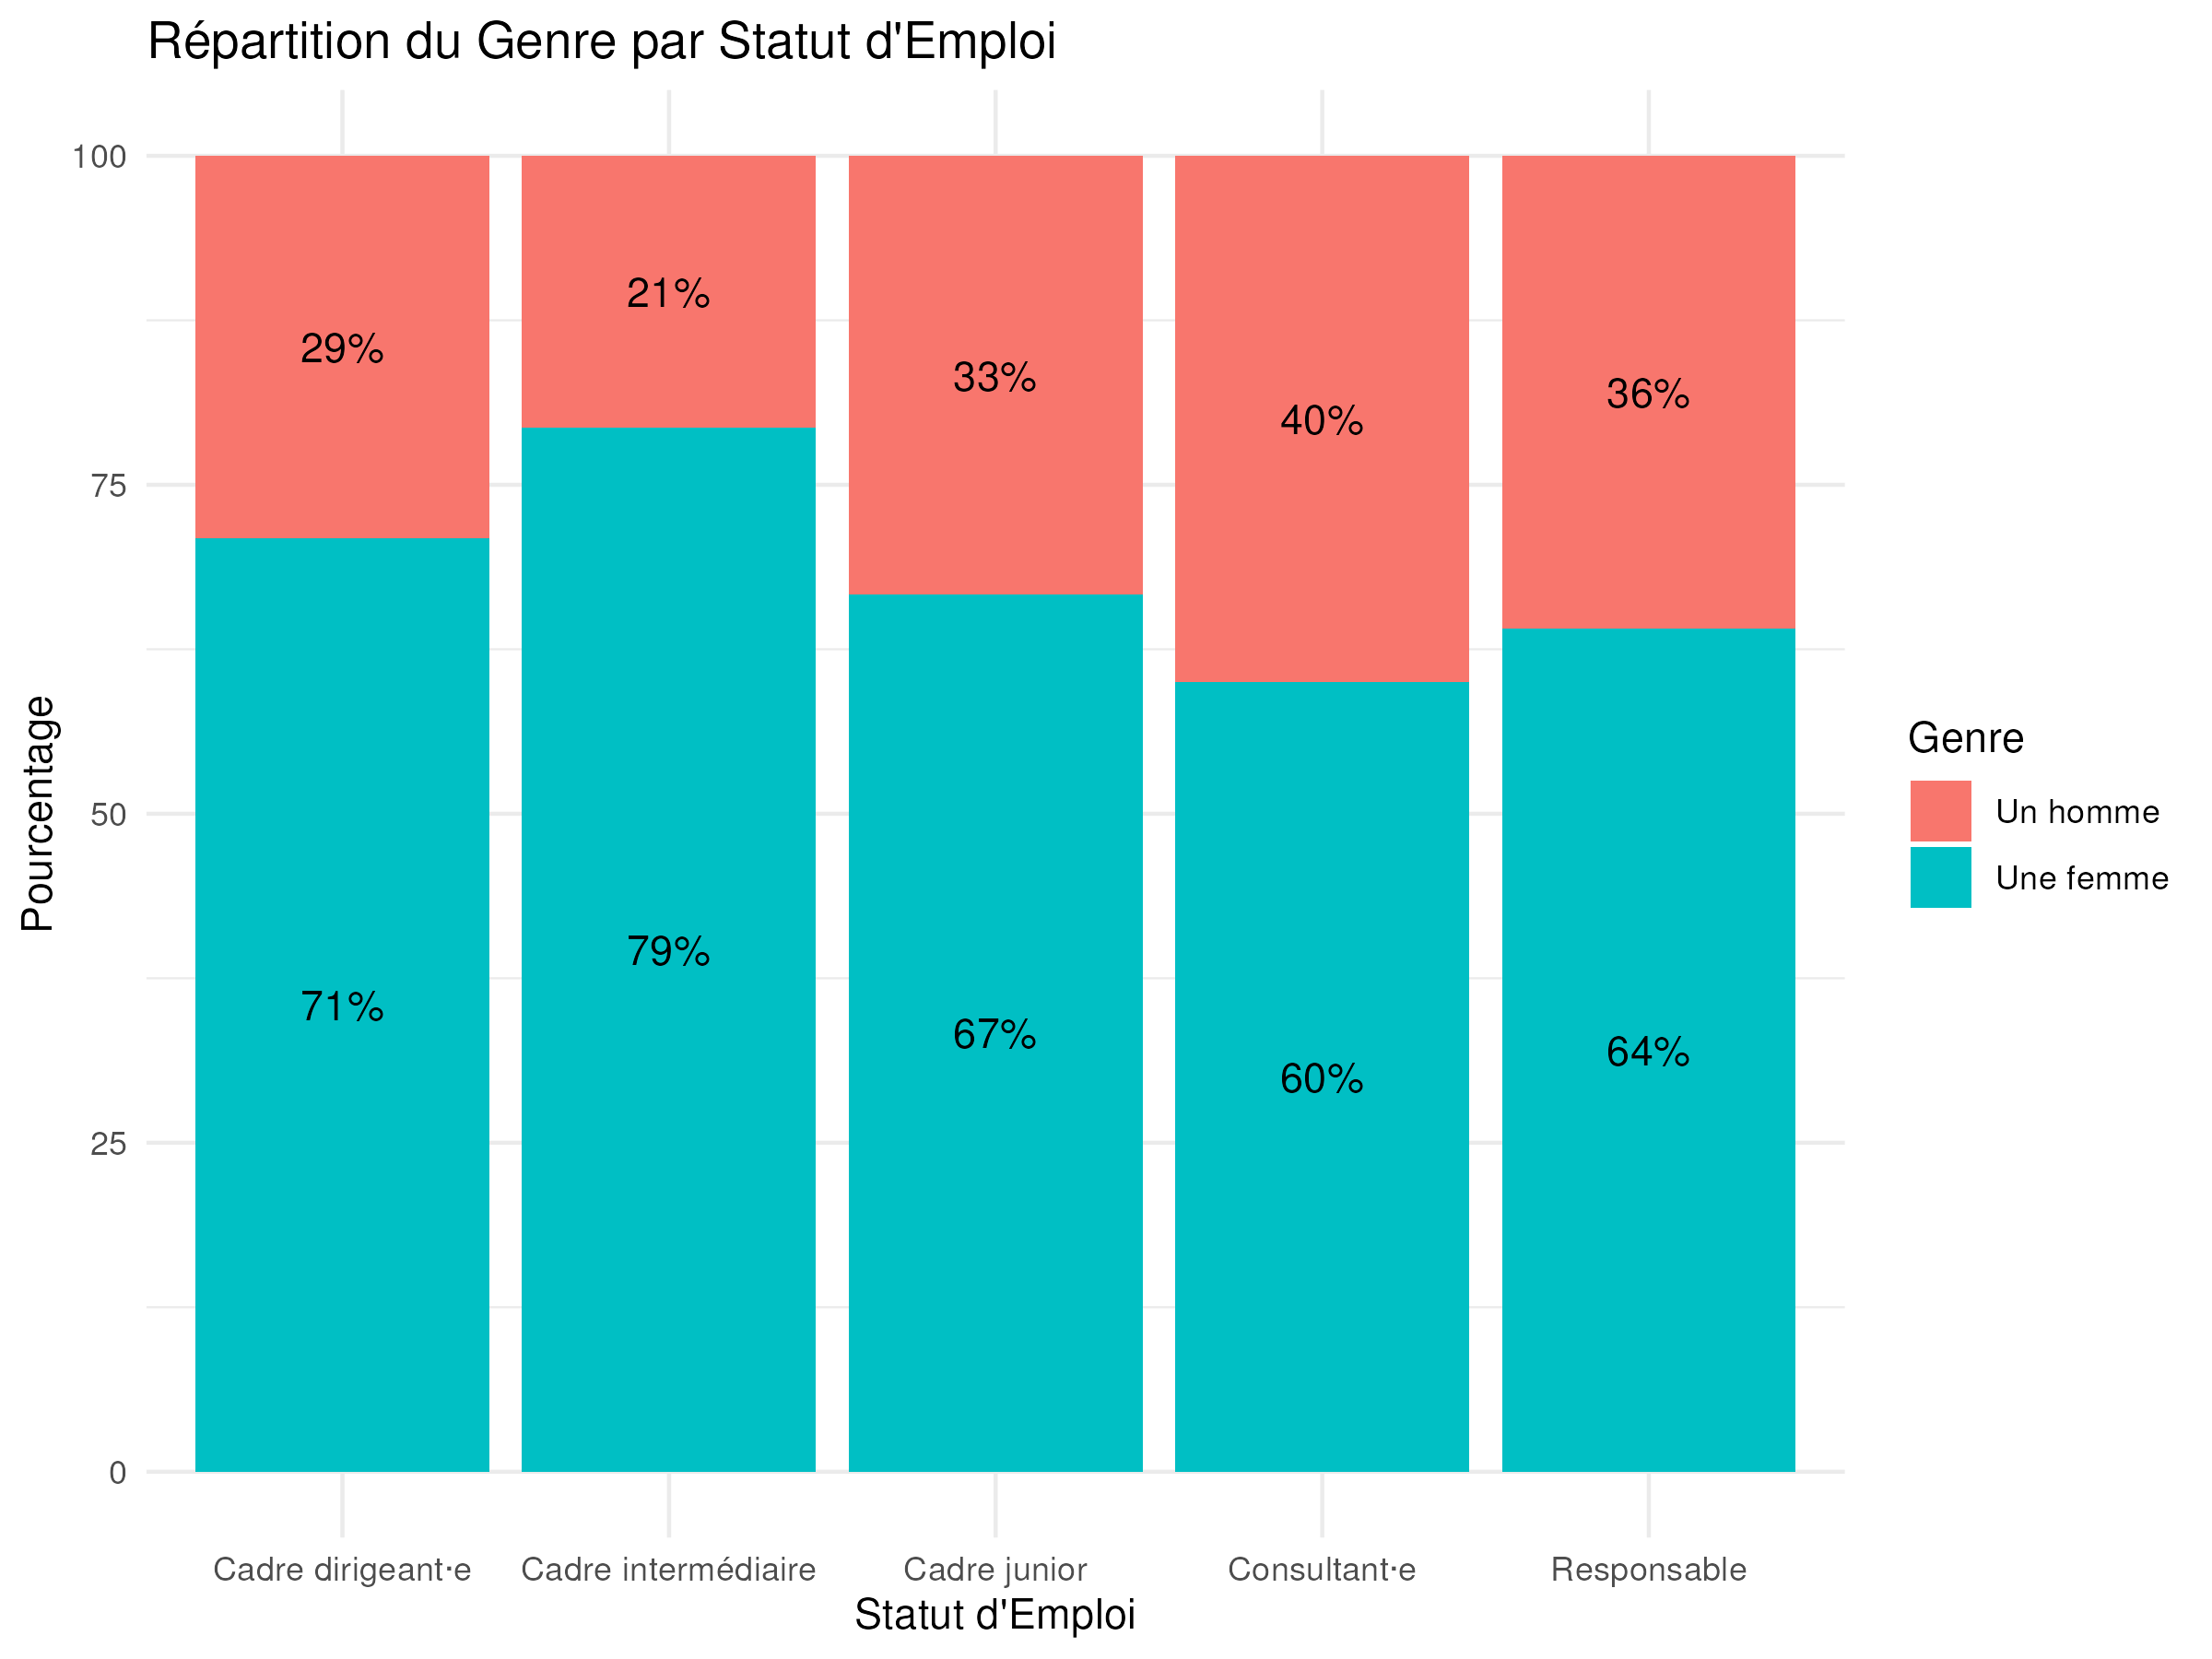 Répartition du Genre par Statut d'Emploi
100
75
50
25
0
Pourcentage
29%
21%
33%
40%
36%
71%
79%
67%
60%
64%
Cadre dirigeant·e
Cadre intermédiaire
Cadre junior
Consultant·e
Responsable
Statut d'Emploi
Genre
Un homme
Une femme